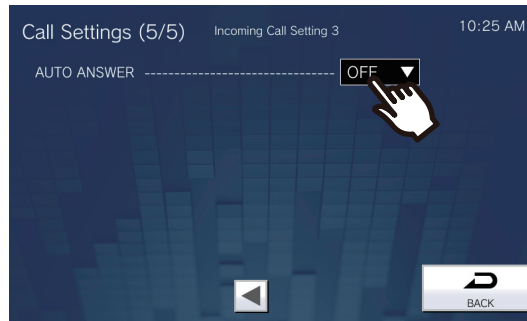 Call Settings (5/5) Incoming Call Setting 3 10:25 AM
AUTO ANSWER -------------------------------- OFF
BACK